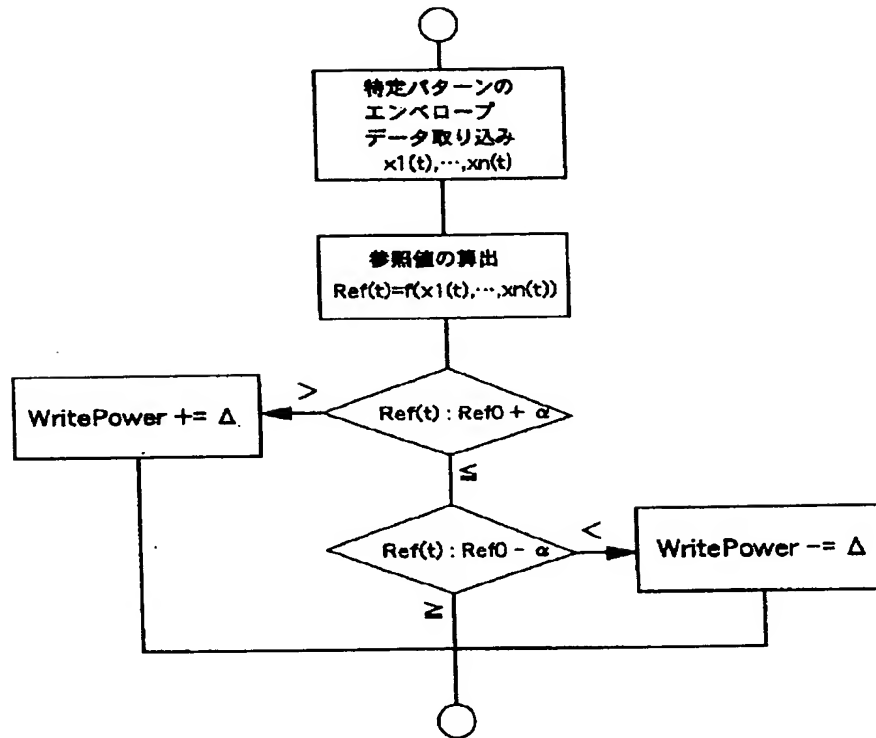 特定パターンの
エンベロープ
データ取り込み
x1(t),⋯,xn(t)
参照値の算出
Ref(t)=f(x1(t),⋯,xn(t))
>
WritePower += Δ
Ref(t) : Ref0 + α
≤
<
Ref(t) : Ref0 - α
WritePower -= Δ
≥